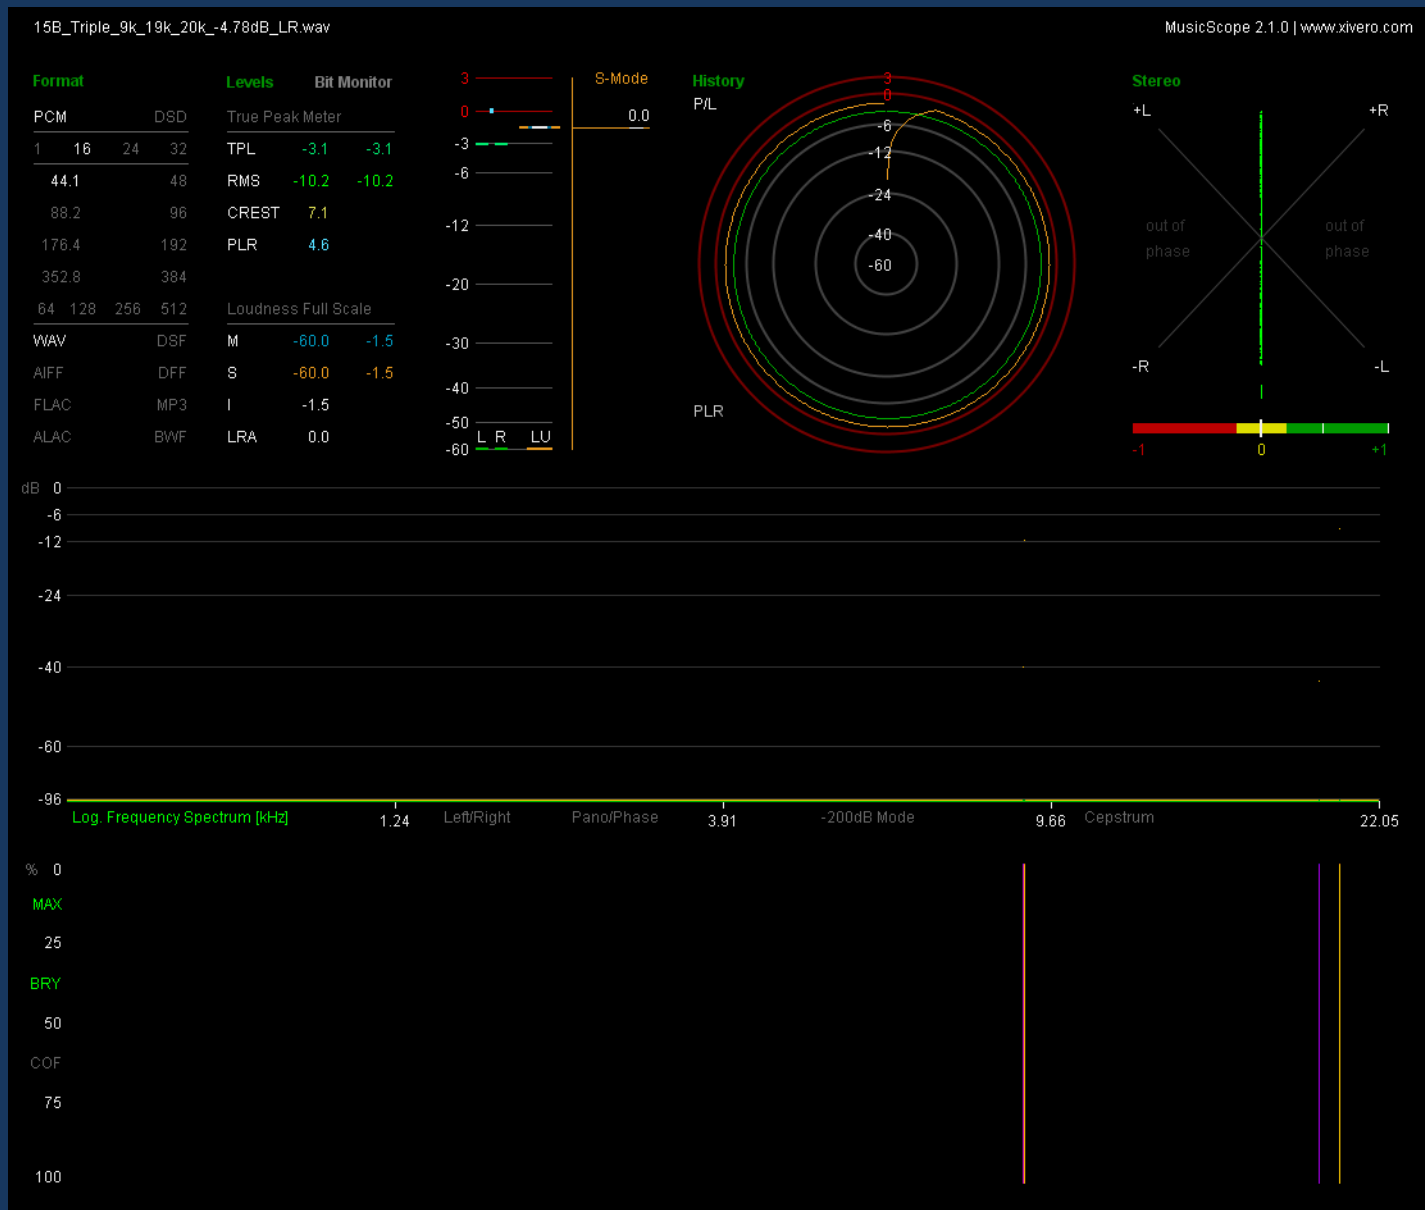 15B_Triple_9k_19k_20k_-4.78dB_LR.wav
MusicScope 2.1.0 | www.xivero.com
Format
PCM DSD
1 16 24 32
44.1 48
88.2 96
176.4 192
352.8 384
64 128 256 512
WAV DSF
AIFF DFF
FLAC MP3
ALAC BWF
Levels Bit Monitor
True Peak Meter
TPL -3.1 -3.1
RMS -10.2 -10.2
CREST 7.1
PLR 4.6
Loudness Full Scale
M -60.0 -1.5
S -60.0 -1.5
I -1.5
LRA 0.0
3
0
-3
-6
-12
-20
-30
-40
-50
L R LU
-60
S-Mode
0.0
History
P/L
3
0
-6
-12
-24
-40
-60
PLR
Stereo
+L +R
out of phase
out of phase
-R -L
-1 0 +1
dB 0
-6
-12
-24
-40
-60
-96
Log. Frequency Spectrum [kHz] 1.24 Left/Right Pano/Phase 3.91 -200dB Mode 9.66 Cepstrum 22.05
% 0
MAX
25
BRY
50
COF
75
100